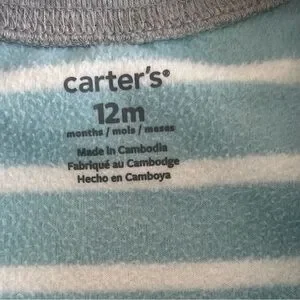 carter's®
12m
months / mois / meses
Made in Cambodia
Fabriqué au Cambodge
Hecho en Camboya